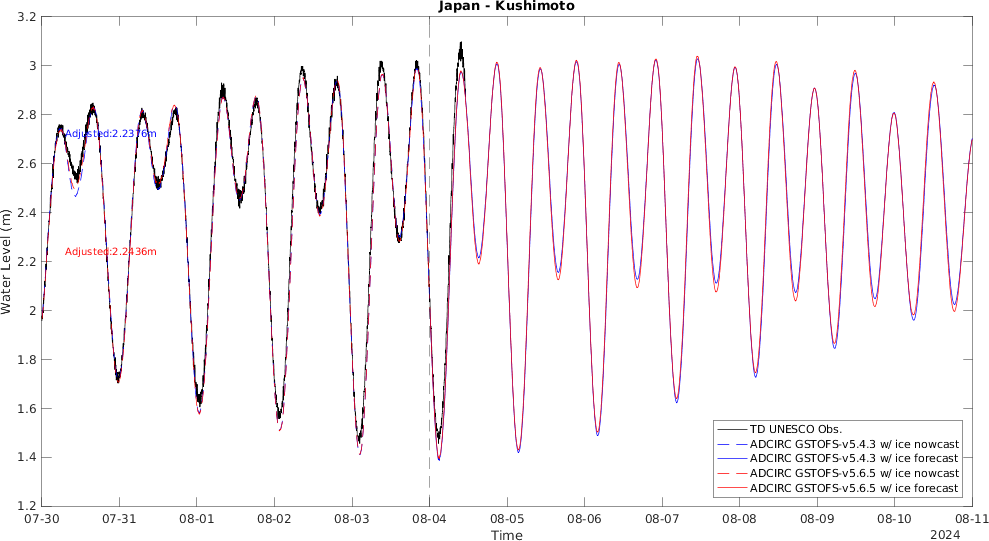 Japan - Kushimoto
3.2
3
2.8
2.6
2.4
2.2
2
1.8
1.6
1.4
1.2
Water Level (m)
Adjusted:2.2376m
Adjusted:2.2436m
TD UNESCO Obs.
ADCIRC GSTOFS-v5.4.3 w/ ice nowcast
ADCIRC GSTOFS-v5.4.3 w/ ice forecast
ADCIRC GSTOFS-v5.6.5 w/ ice nowcast
ADCIRC GSTOFS-v5.6.5 w/ ice forecast
07-30 07-31 08-01 08-02 08-03 08-04 08-05 08-06 08-07 08-08 08-09 08-10 08-11
Time
2024